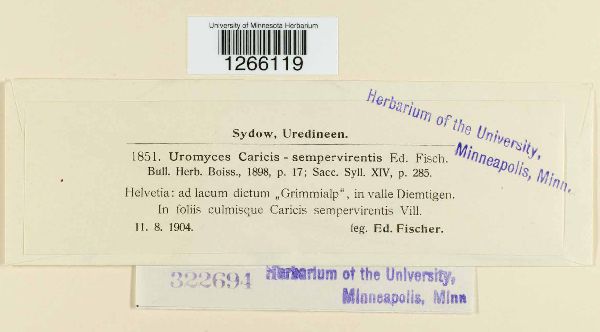 University of Minnesota Herbarium
1266119
Herbarium of the University,
Minneapolis, Minn.
Sydow, Uredineen.
1851. Uromyces Caricis - sempervirentis Ed. Fisch.
Bull. Herb. Boiss., 1898, p. 17; Sacc. Syll. XIV, p. 285.
Helvetia: ad lacum dictum „Grimmialp“, in valle Diemtigen.
In foliis culmisque Caricis sempervirentis Vill.
11. 8. 1904. leg. Ed. Fischer.
322694 Herbarium of the University,
Minneapolis, Minn